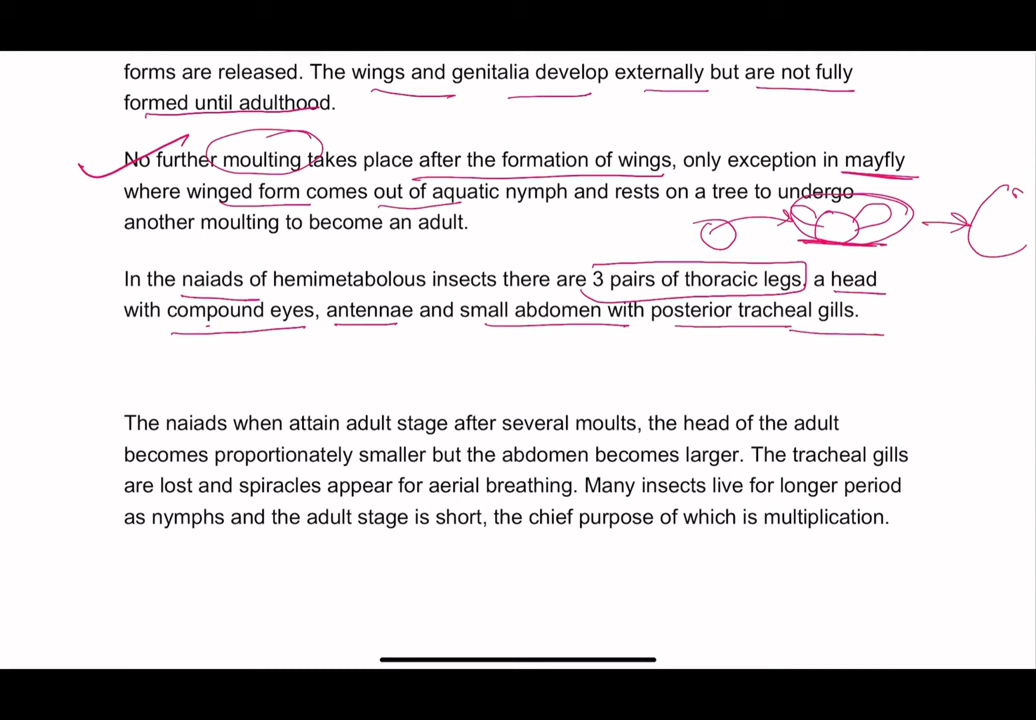 forms are released. The wings and genitalia develop externally but are not fully
formed until adulthood.
No further moulting takes place after the formation of wings, only exception in mayfly
where winged form comes out of aquatic nymph and rests on a tree to undergo
another moulting to become an adult.
In the naiads of hemimetabolous insects there are 3 pairs of thoracic legs, a head
with compound eyes, antennae and small abdomen with posterior tracheal gills.
The naiads when attain adult stage after several moults, the head of the adult
becomes proportionately smaller but the abdomen becomes larger. The tracheal gills
are lost and spiracles appear for aerial breathing. Many insects live for longer period
as nymphs and the adult stage is short, the chief purpose of which is multiplication.